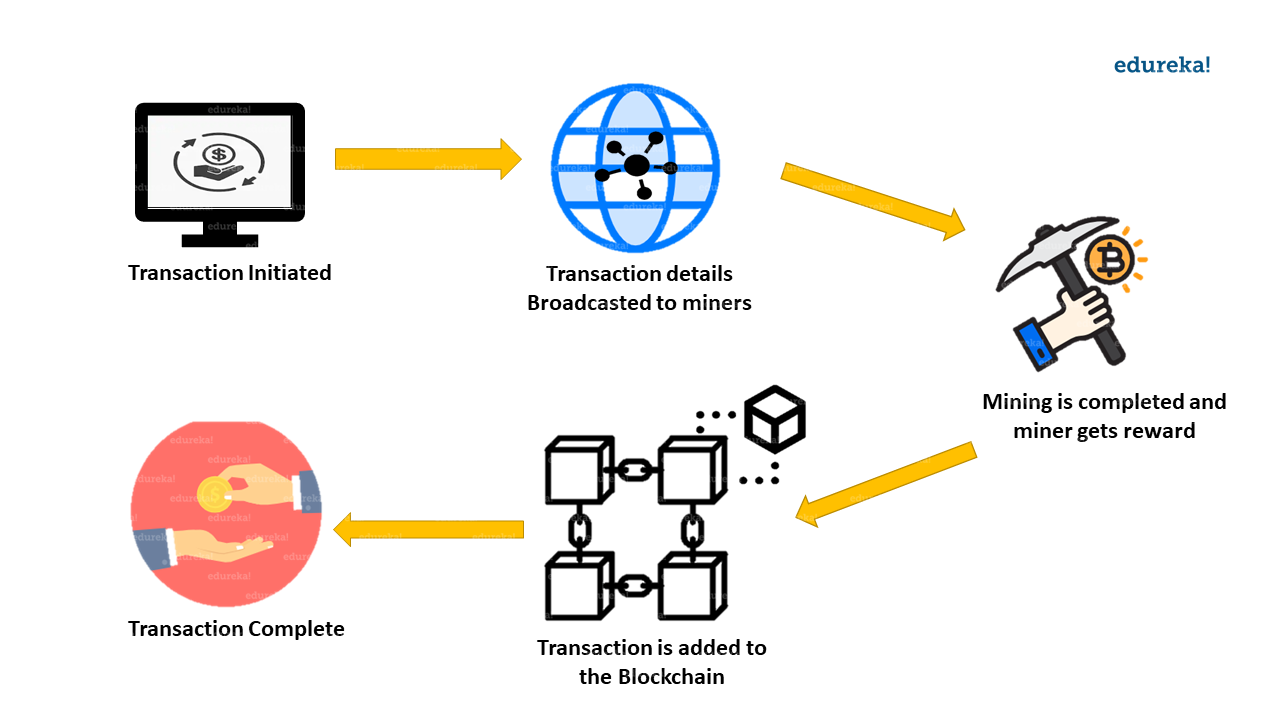 edureka!
Transaction Initiated
Transaction details
Broadcasted to miners
Mining is completed and
miner gets reward
Transaction is added to
the Blockchain
Transaction Complete